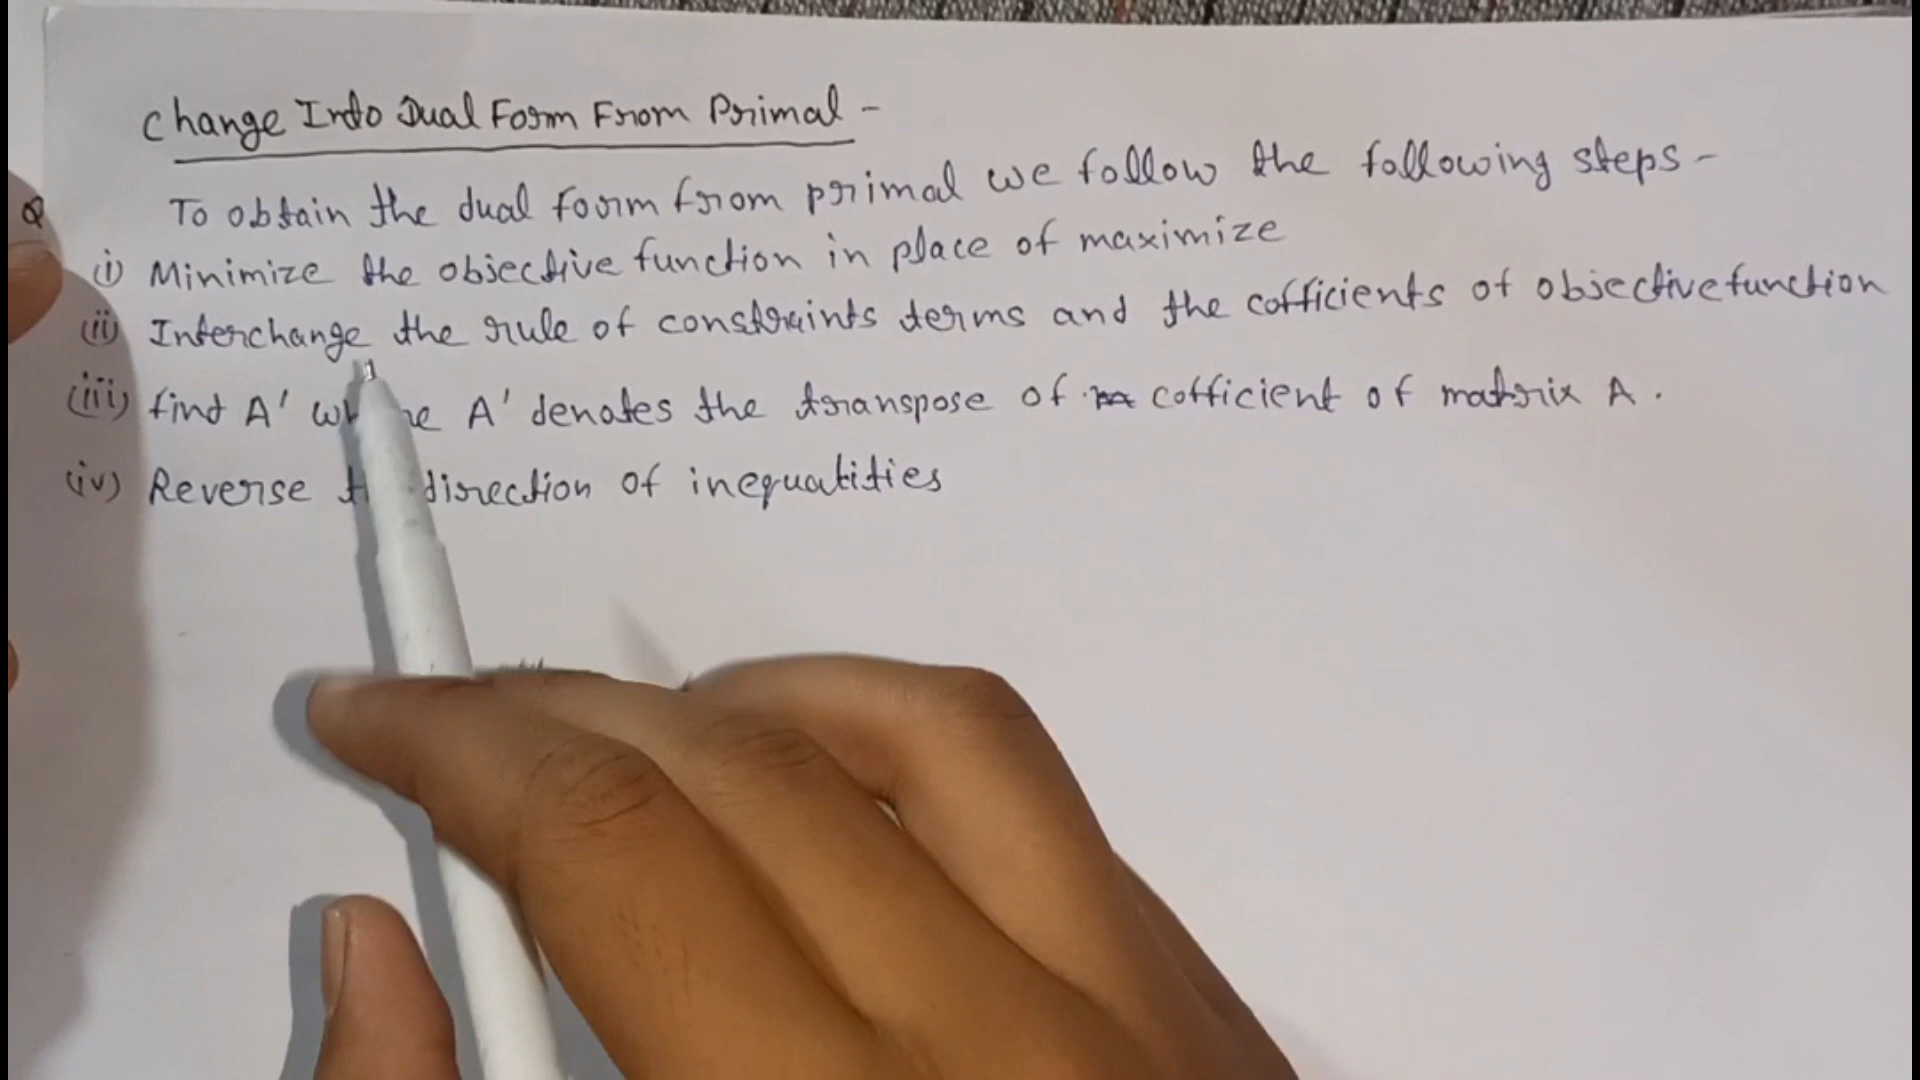 Change Into Dual Form From Primal -
To obtain the dual form from primal we follow the following steps -
(i) Minimize the objective function in place of maximize
(ii) Interchange the rule of constraints terms and the cofficients of objective function
(iii) find A' A' denotes the transpose of cofficient of matrix A.
(iv) Reverse direction of inequalities